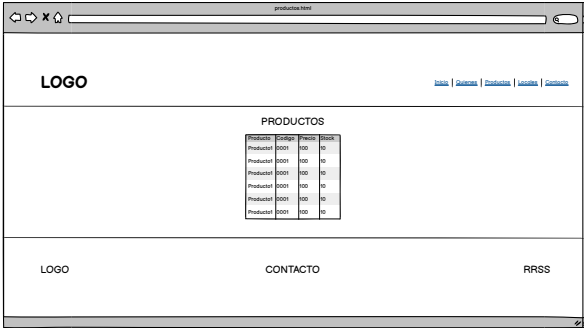 productos.html
LOGO
Inicio | Quienes | Productos | Locales | Contacto
PRODUCTOS
Producto Codigo Precio Stock
Producto1 0001 100 10
Producto1 0001 100 10
Producto1 0001 100 10
Producto1 0001 100 10
Producto1 0001 100 10
Producto1 0001 100 10
LOGO CONTACTO RRSS